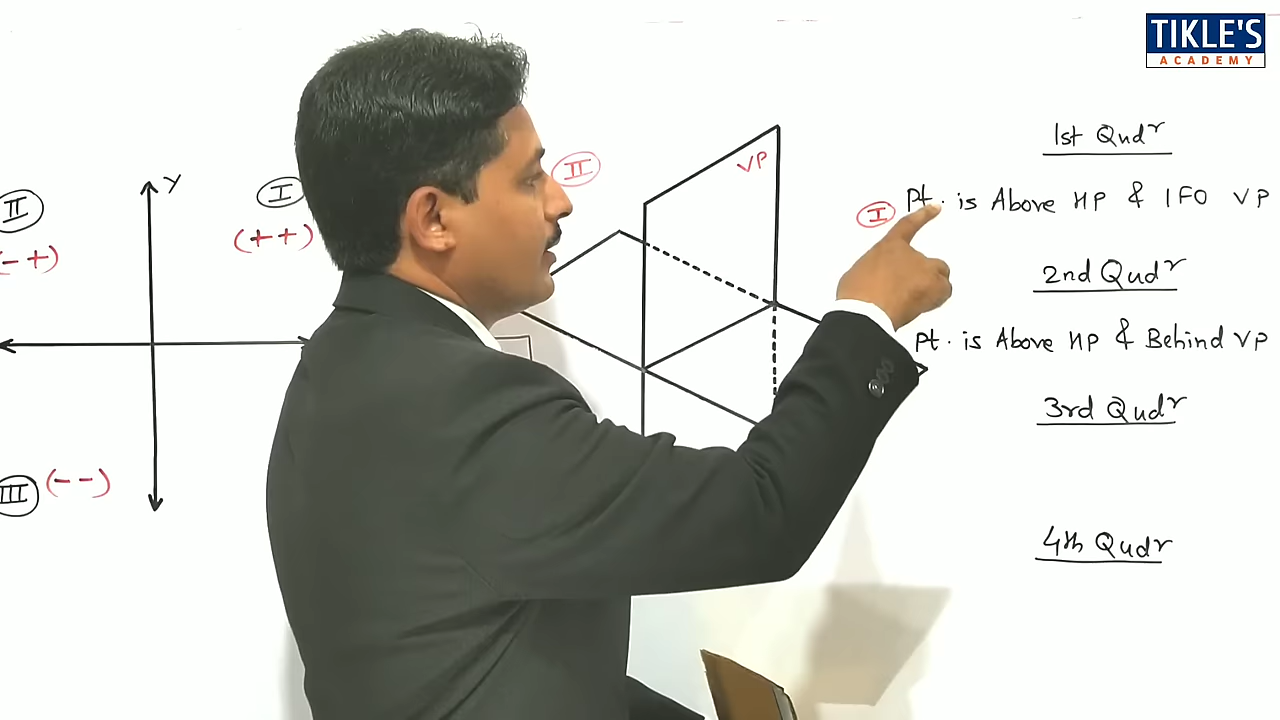 TIKLE'S
ACADEMY
II
(-+)
Y
I
(++)
III
(--)
II
VP
I
1st Qudr
Pt. is Above HP & IFO VP
2nd Qudr
Pt. is Above HP & Behind VP
3rd Qudr
4th Qudr